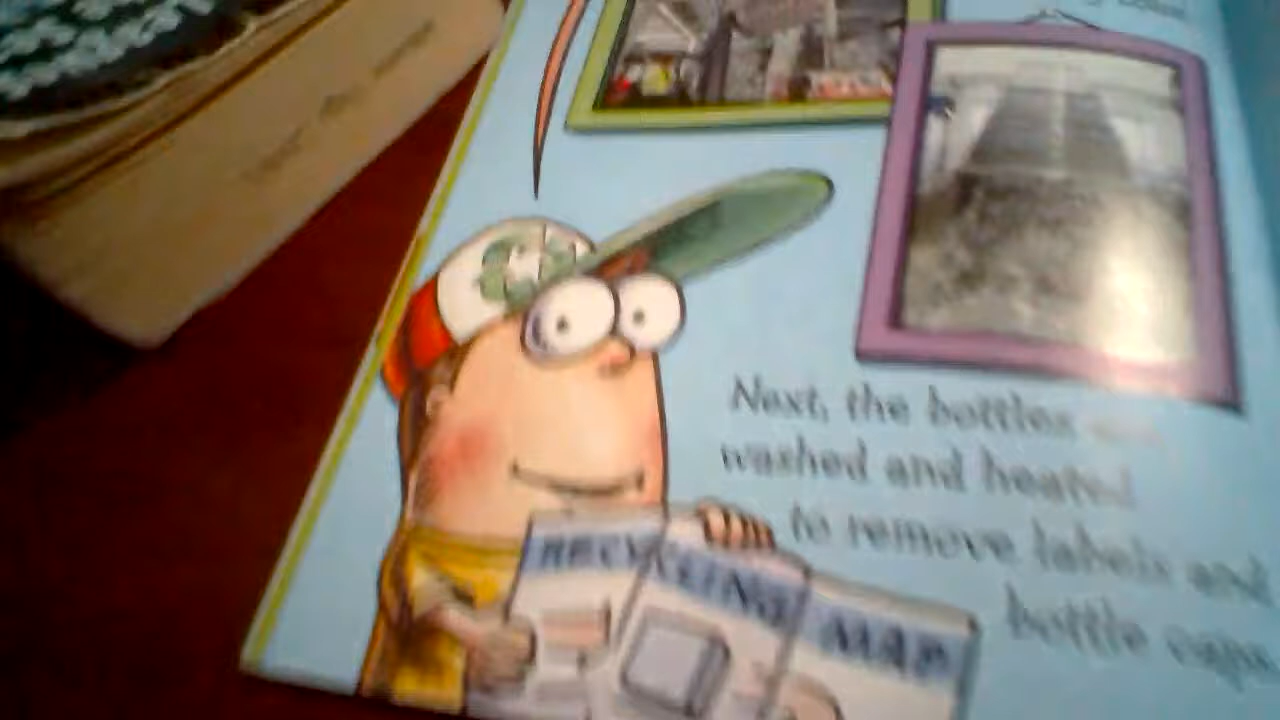 Next, the bottles
washed and heated
to remove labels and
bottle caps.
RECYCLING MAP